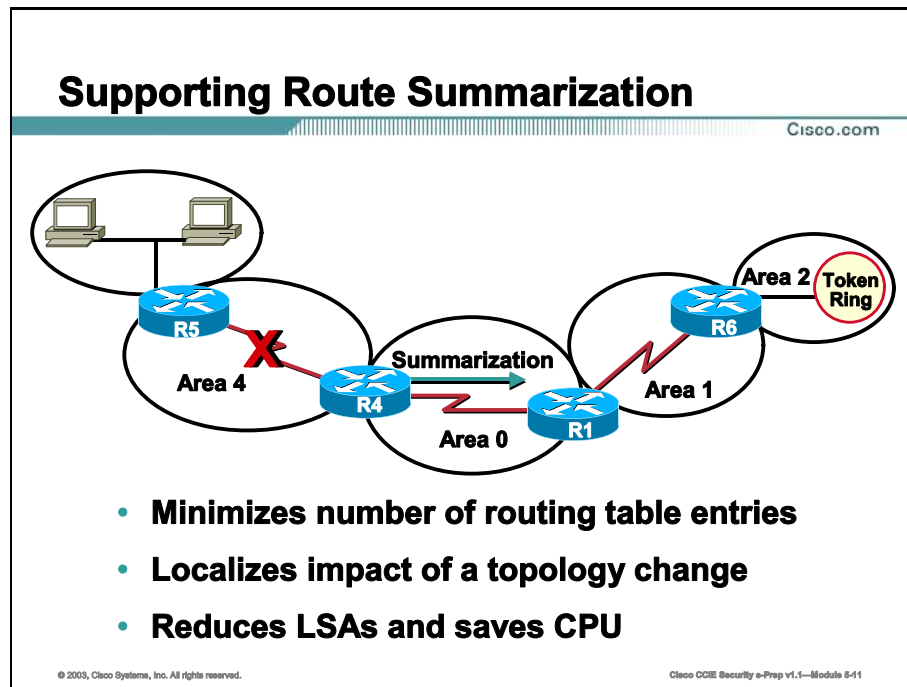 Supporting Route Summarization
Cisco.com
Area 2
Token
Ring
R5
R6
Summarization
Area 4
Area 1
R4
R1
Area 0
• Minimizes number of routing table entries
• Localizes impact of a topology change
• Reduces LSAs and saves CPU
© 2003, Cisco Systems, Inc. All rights reserved.
Cisco CCIE Security e-Prep v1.1—Module 5-11